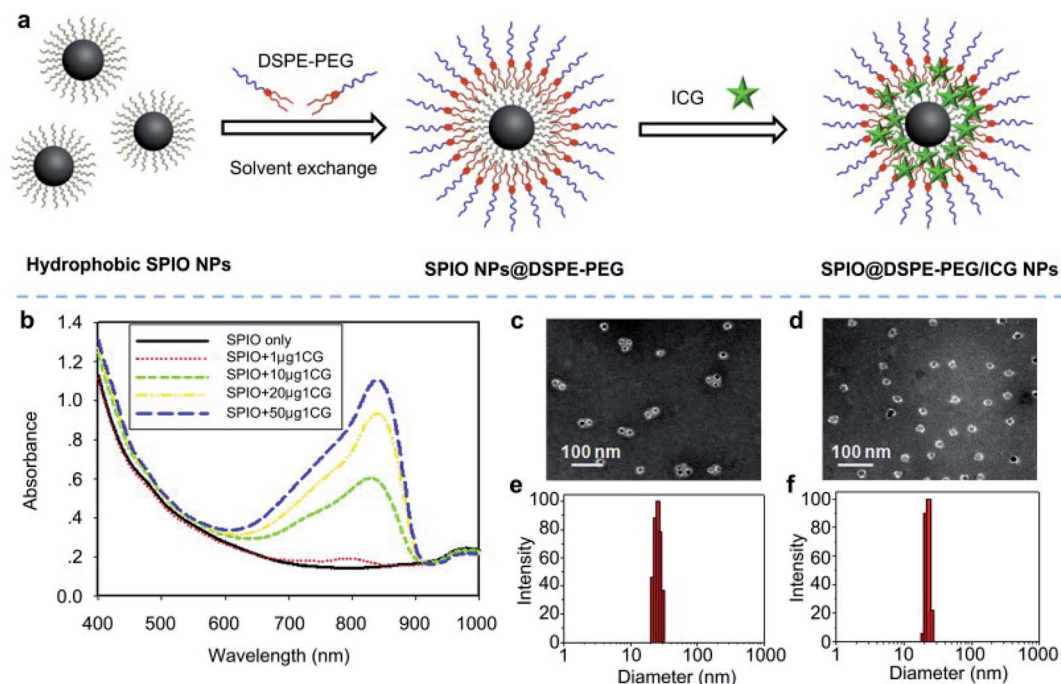 a
DSPE-PEG
Solvent exchange
ICG
Hydrophobic SPIO NPs
SPIO NPs@DSPE-PEG
SPIO@DSPE-PEG/ICG NPs
b
1.4
1.2
1.0
.8
.6
.4
.2
0.0
Absorbance
SPIO only
SPIO+1μg1CG
SPIO+10μg1CG
SPIO+20μg1CG
SPIO+50μg1CG
400 500 600 700 800 900 1000
Wavelength (nm)
c
100 nm
d
100 nm
e
100
80
60
40
20
0
Intensity
1 10 100 1000
Diameter (nm)
f
100
80
60
40
20
0
Intensity
1 10 100 1000
Diameter (nm)